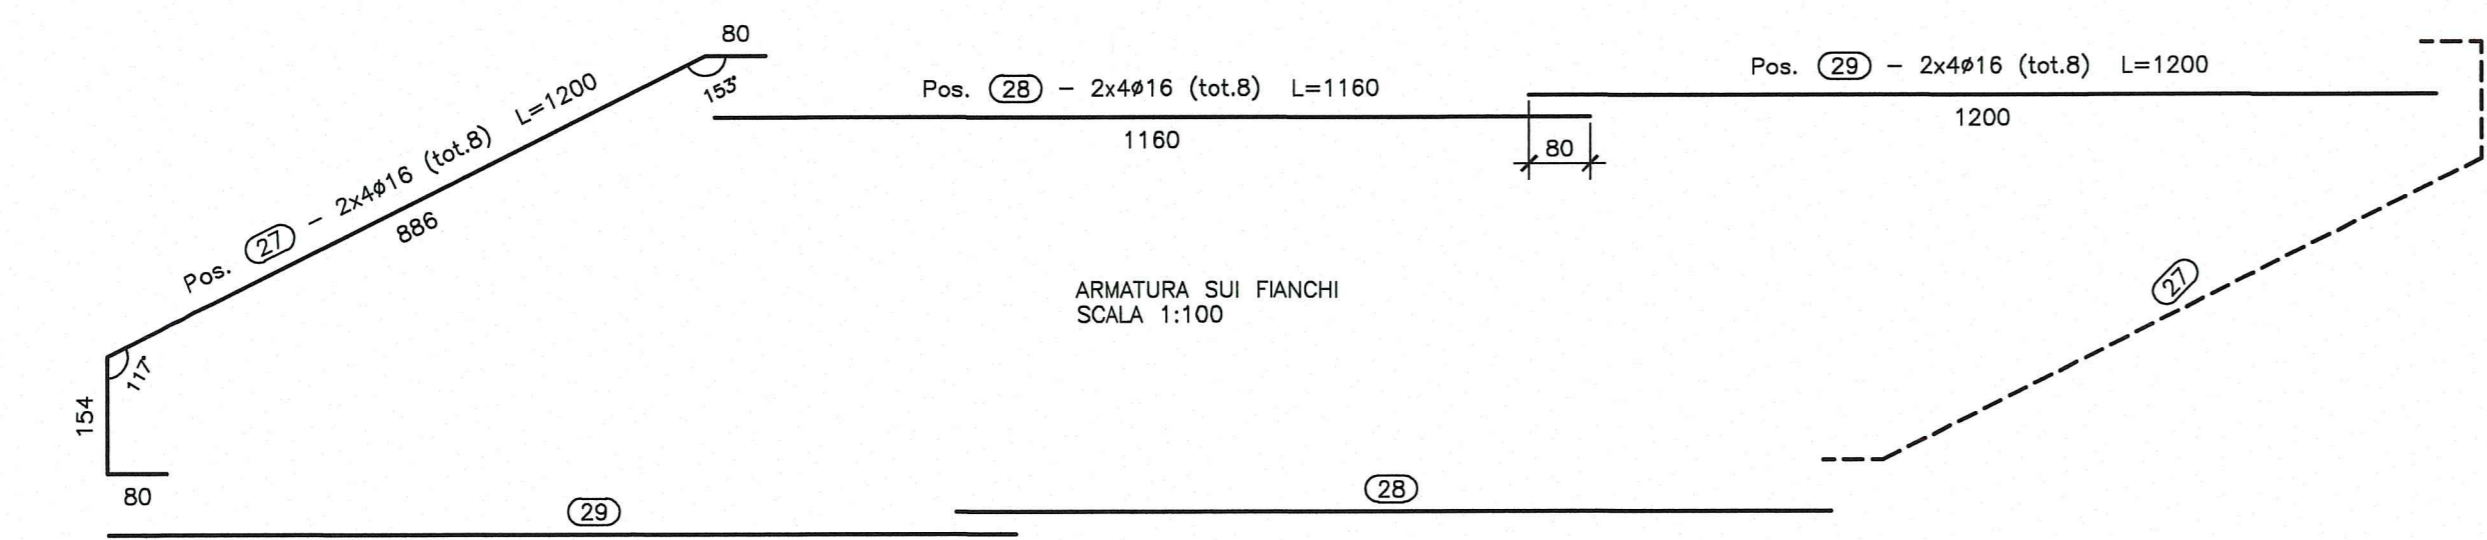 80
153°
Pos. 27 – 2x4ø16 (tot.8) L=1200
886
117°
154
80
Pos. 28 – 2x4ø16 (tot.8) L=1160
1160
80
Pos. 29 – 2x4ø16 (tot.8) L=1200
1200
ARMATURA SUI FIANCHI
SCALA 1:100
27
28
29